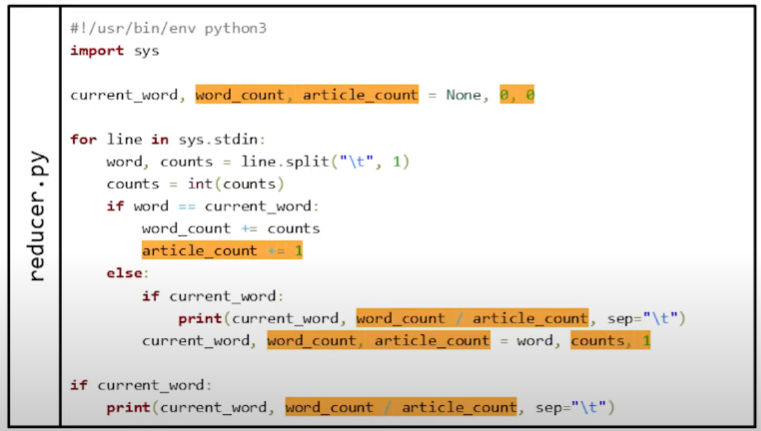 reducer.py
#!/usr/bin/env python3
import sys

current_word, word_count, article_count = None, 0, 0

for line in sys.stdin:
    word, counts = line.split("\t", 1)
    counts = int(counts)
    if word == current_word:
        word_count += counts
        article_count += 1
    else:
        if current_word:
            print(current_word, word_count / article_count, sep="\t")
        current_word, word_count, article_count = word, counts, 1

if current_word:
    print(current_word, word_count / article_count, sep="\t")